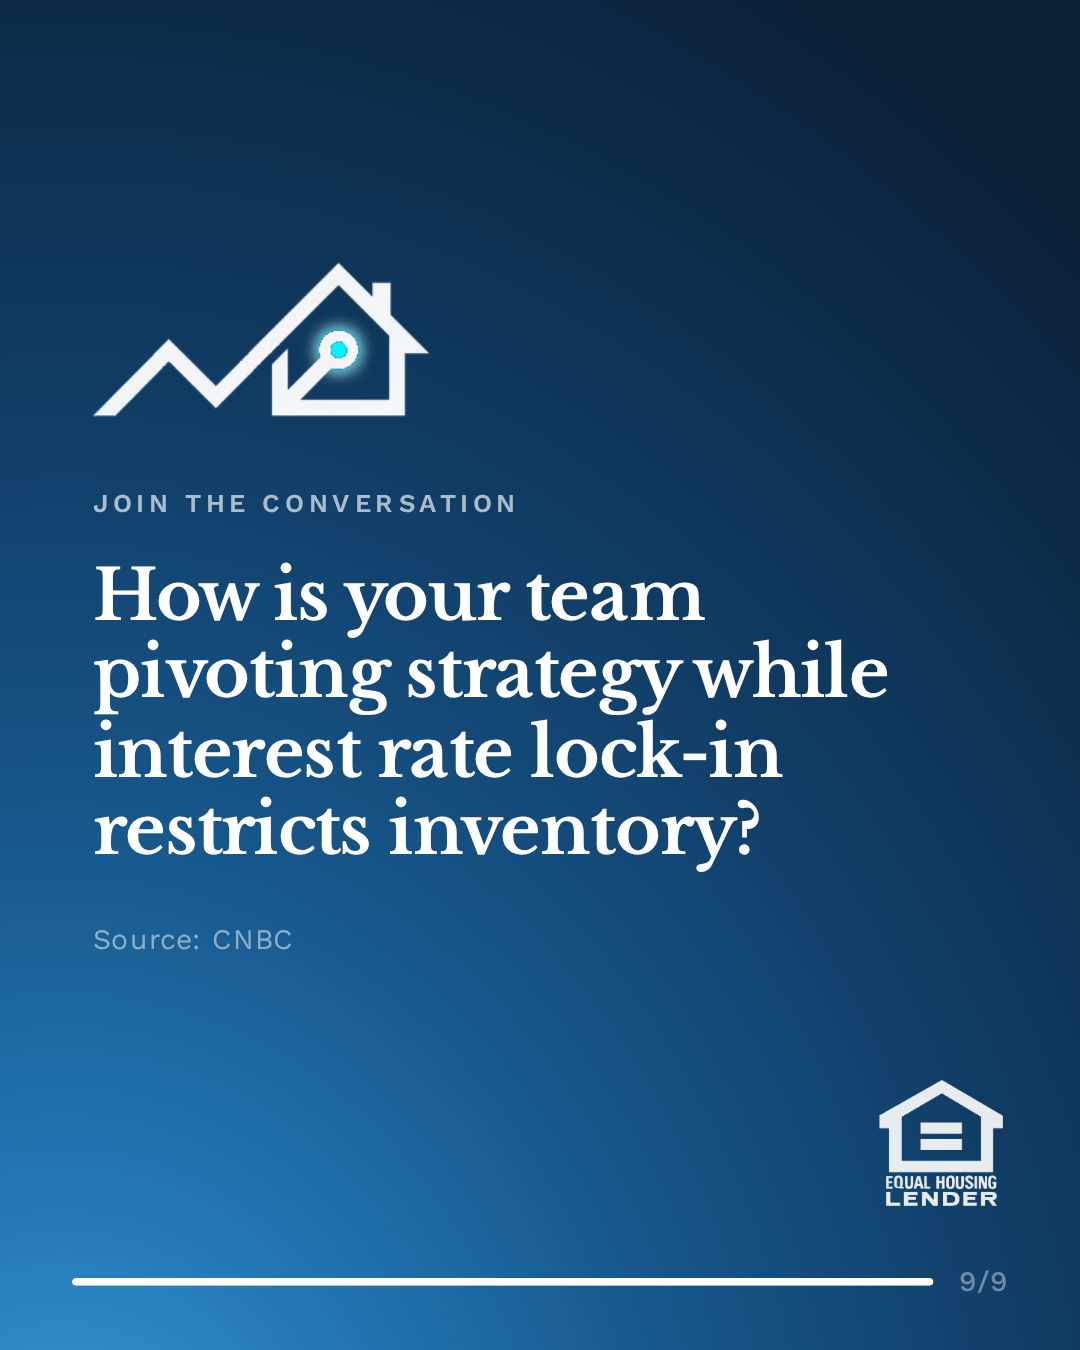 JOIN THE CONVERSATION
How is your team
pivoting strategy while
interest rate lock-in
restricts inventory?
Source: CNBC
EQUAL HOUSING
LENDER
9/9